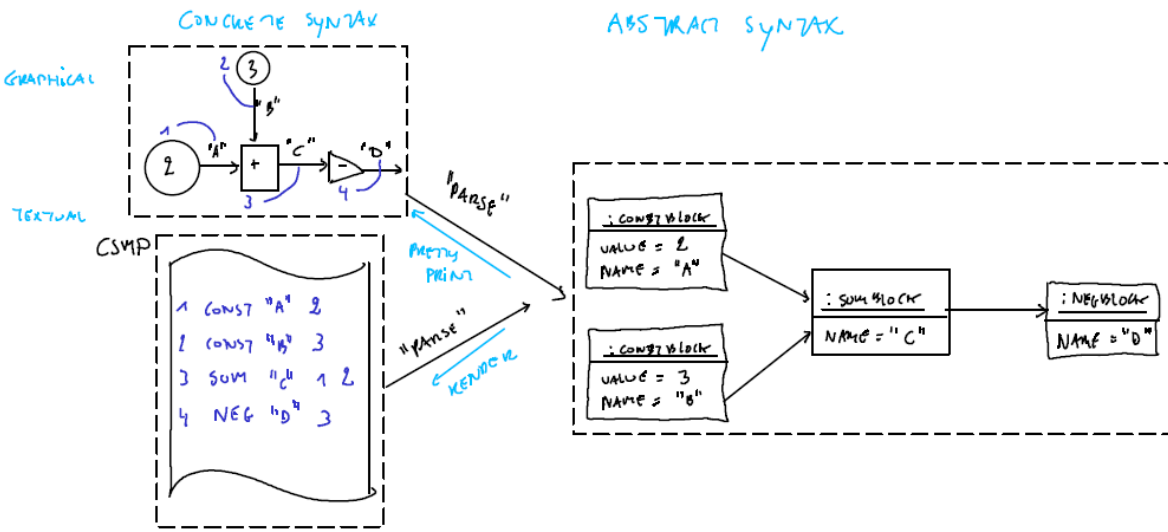 CONCRETE SYNTAX
ABSTRACT SYNTAX
GRAPHICAL
2
3
"B"
1
"A"
"C"
"D"
2
+
-
3
4
TEXTUAL
"PARSE"
PRETTY
PRINT
CSMP
1 CONST "A" 2
2 CONST "B" 3
3 SUM "C" 1 2
4 NEG "D" 3
"PARSE"
RENDER
: CONSTBLOCK
VALUE = 2
NAME = "A"
: CONSTBLOCK
VALUE = 3
NAME = "B"
: SUMBLOCK
NAME = "C"
: NEGBLOCK
NAME = "D"